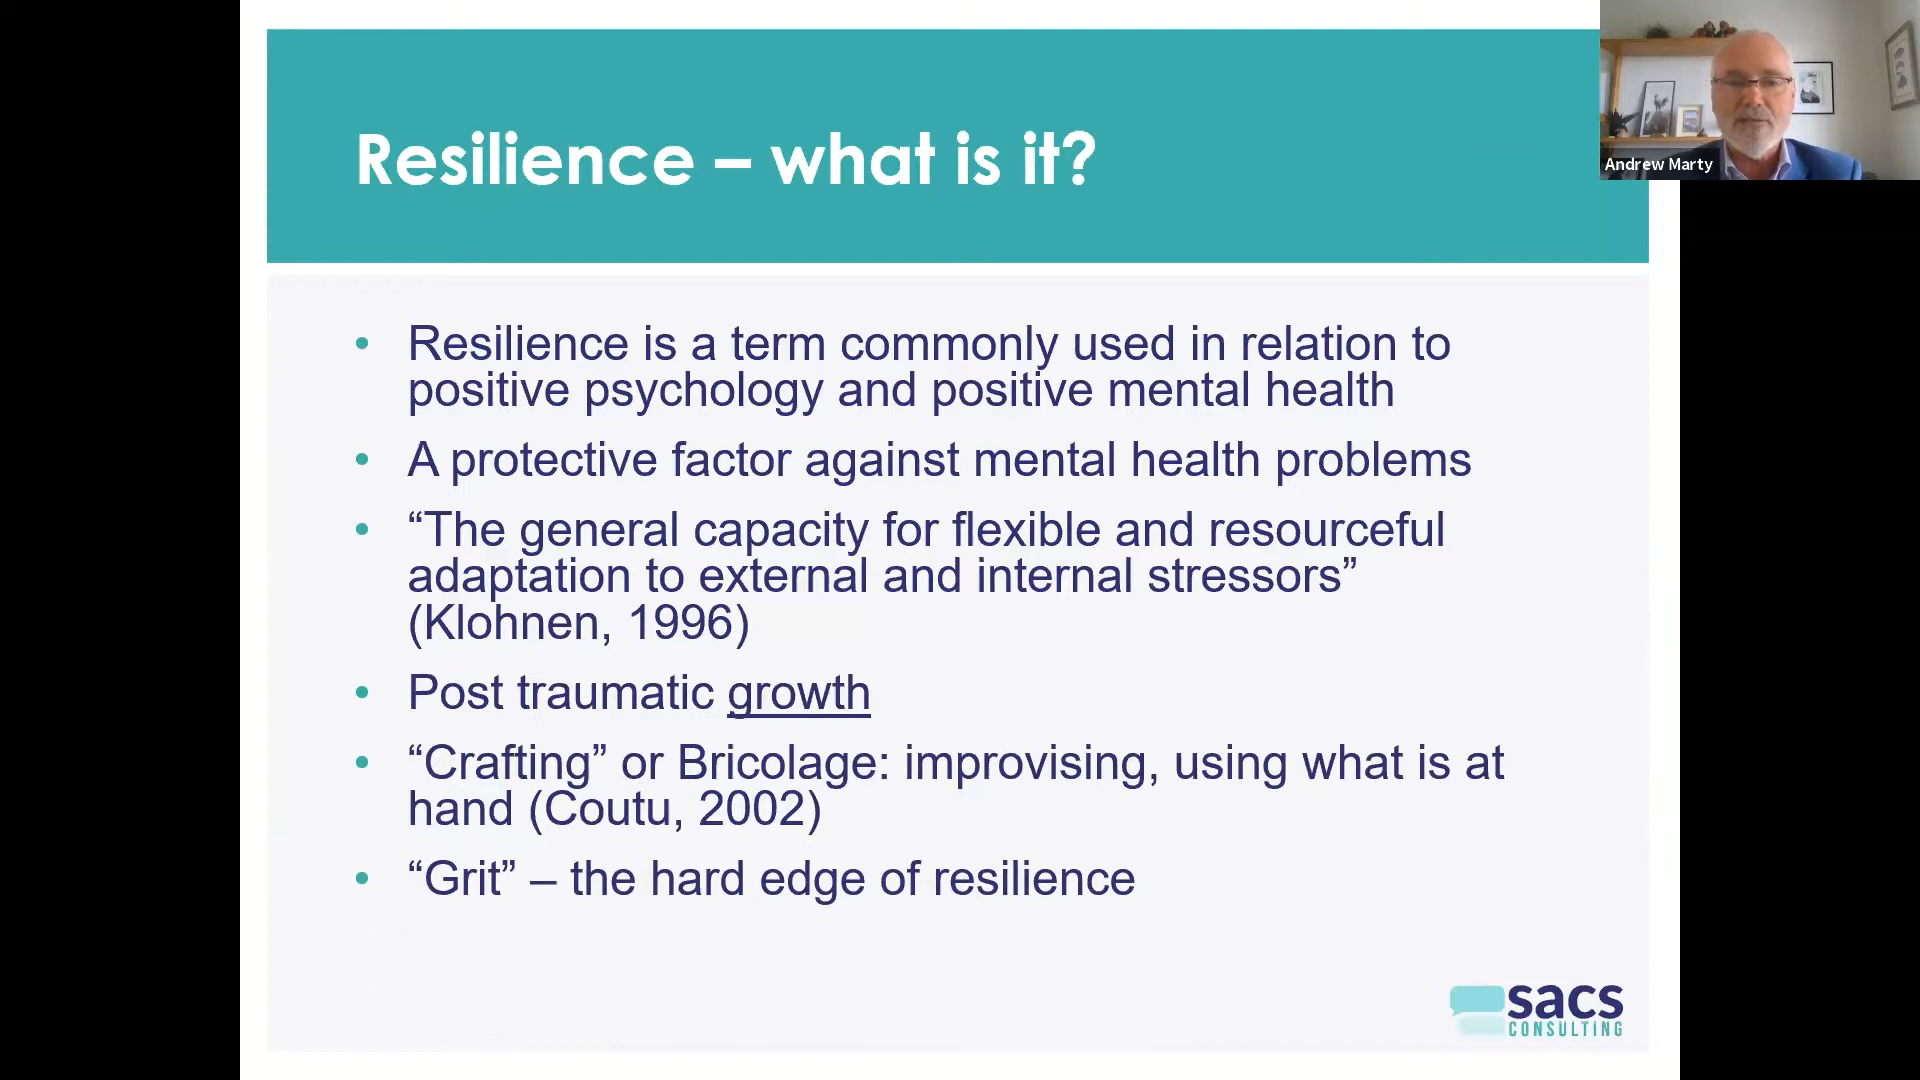 Resilience – what is it?
Andrew Marty
• Resilience is a term commonly used in relation to
positive psychology and positive mental health
• A protective factor against mental health problems
• “The general capacity for flexible and resourceful
adaptation to external and internal stressors”
(Klohnen, 1996)
• Post traumatic growth
• “Crafting” or Bricolage: improvising, using what is at
hand (Coutu, 2002)
• “Grit” – the hard edge of resilience
sacs
CONSULTING